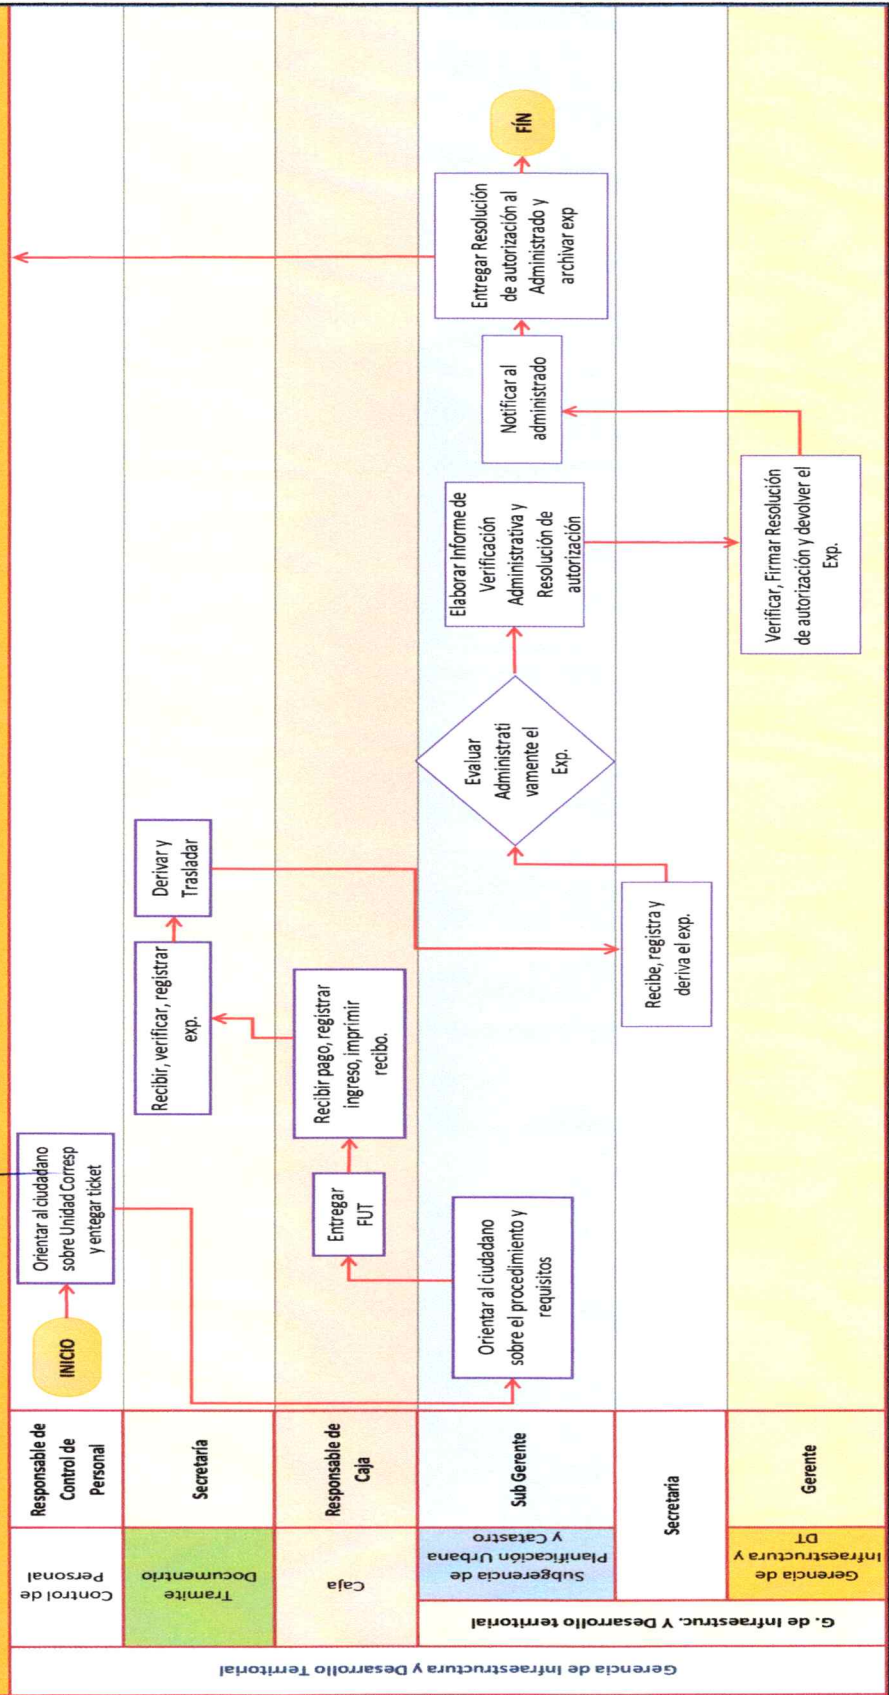 Gerencia de Infraestructura y Desarrollo Territorial
Control de
Personal
Responsable de
Control de
Personal
INICIO
Orientar al ciudadano
sobre Unidad Corresp
y entegar ticket
Tramite
Documentrio
Secretaría
Recibir, verificar, registrar
exp.
Derivar y
Trasladar
Caja
Responsable de
Caja
Entregar
FUT
Recibir pago, registrar
ingreso, imprimir
recibo.
G. de Infraestruc. Y Desarrollo territorial
Subgerencia de
Planificación Urbana
y Catastro
Sub Gerente
Orientar al ciudadano
sobre el procedimiento y
requisitos
Evaluar
Administrati
vamente el
Exp.
Elaborar Informe de
Verificación
Administrativa y
Resolución de
autorización
Notificar al
administrado
Entregar Resolución
de autorización al
Administrado y
archivar exp
FÍN
Secretaria
Recibe, registra y
deriva el exp.
Gerencia de
Infraestructura y
DT
Gerente
Verificar, Firmar Resolución
de autorización y devolver el
Exp.